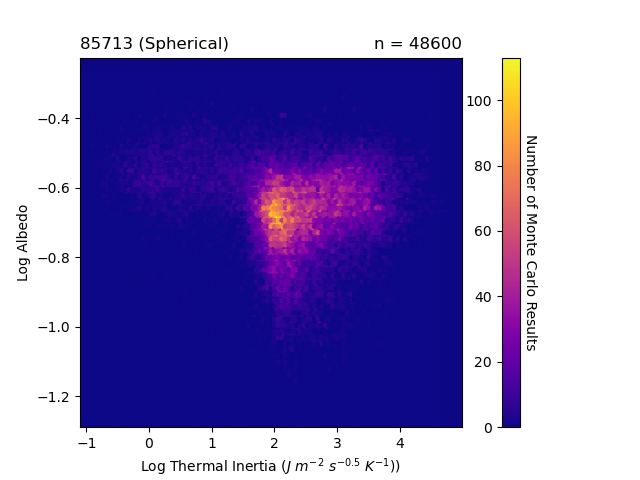 85713 (Spherical) n = 48600
−0.4
−0.6
−0.8
−1.0
−1.2
Log Albedo
−1 0 1 2 3 4
Log Thermal Inertia (J m⁻² s⁻⁰·⁵ K⁻¹))
100
80
60
40
20
0
Number of Monte Carlo Results